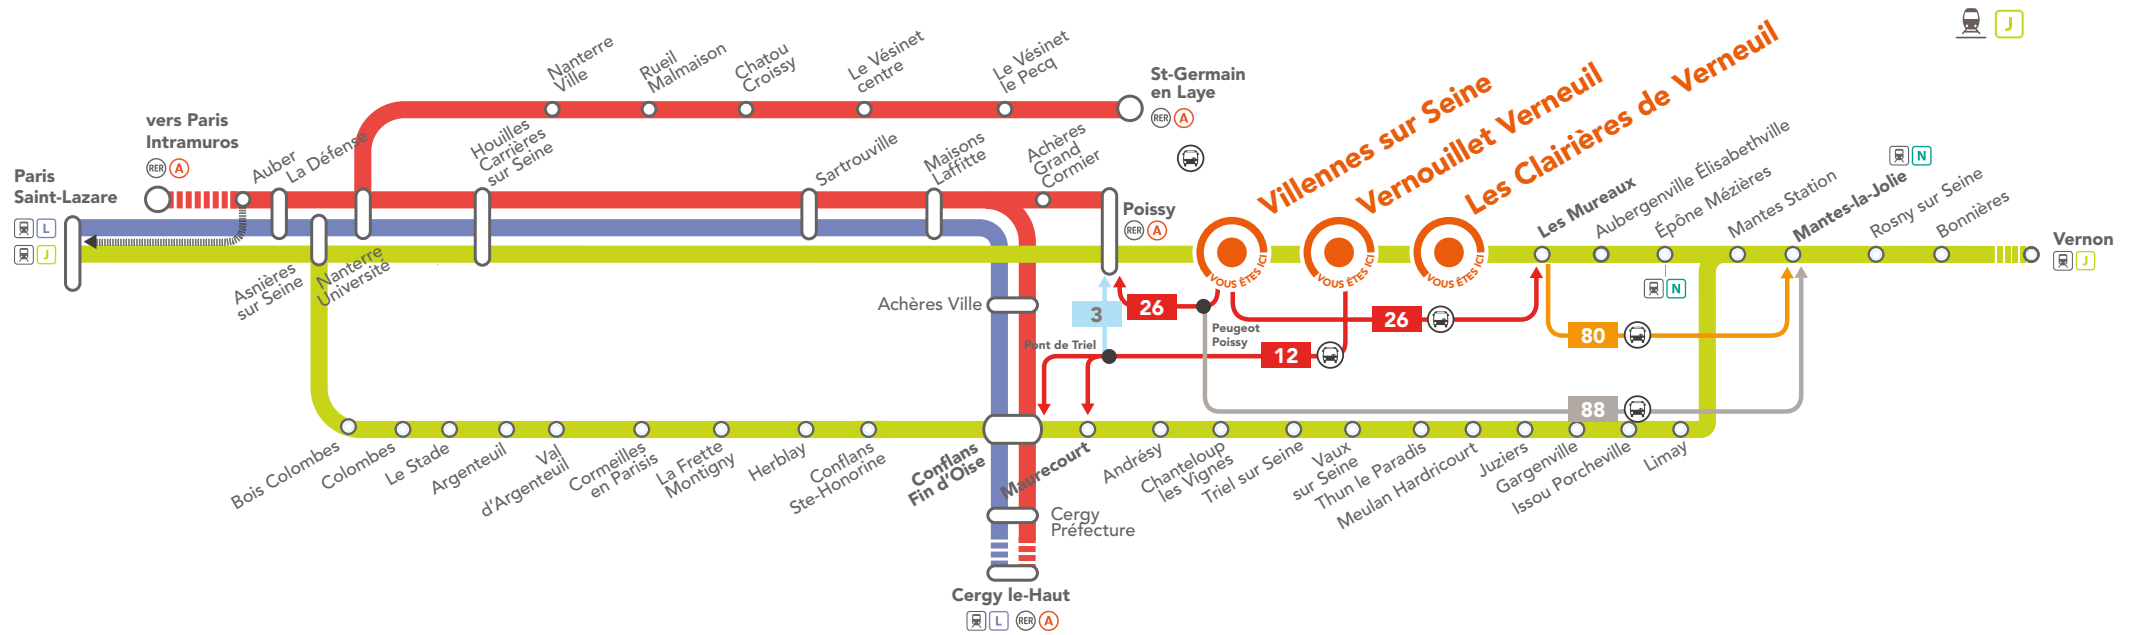 J
Nanterre
Ville
Rueil
Malmaison
Chatou
Croissy
Le Vésinet
centre
Le Vésinet
le Pecq
St-Germain
en Laye
RER A
vers Paris
Intramuros
RER A
Auber
La Défense
Houilles
Carrières
sur Seine
Sartrouville
Maisons
Laffitte
Achères
Grand
Cormier
Paris
Saint-Lazare
L
J
Poissy
RER A
Villennes sur Seine
Vernouillet Verneuil
Les Clairières de Verneuil
VOUS ÊTES ICI
VOUS ÊTES ICI
VOUS ÊTES ICI
Les Mureaux
Aubergenville Élisabethville
Épône Mézières
N
Mantes Station
Mantes-la-Jolie
N
Rosny sur Seine
Bonnières
Vernon
J
Asnières
sur Seine
Nanterre
Université
Achères Ville
3
26
Peugeot
Poissy
26
Pont de Triel
12
80
88
Bois Colombes
Colombes
Le Stade
Argenteuil
Val
d'Argenteuil
Cormeilles
en Parisis
La Frette
Montigny
Herblay
Conflans
Ste-Honorine
Conflans
Fin d'Oise
Maurecourt
Andrésy
Chanteloup
les Vignes
Triel sur Seine
Vaux
sur Seine
Thun le Paradis
Meulan Hardricourt
Juziers
Gargenville
Issou Porcheville
Limay
Cergy
Préfecture
Cergy le-Haut
L RER A